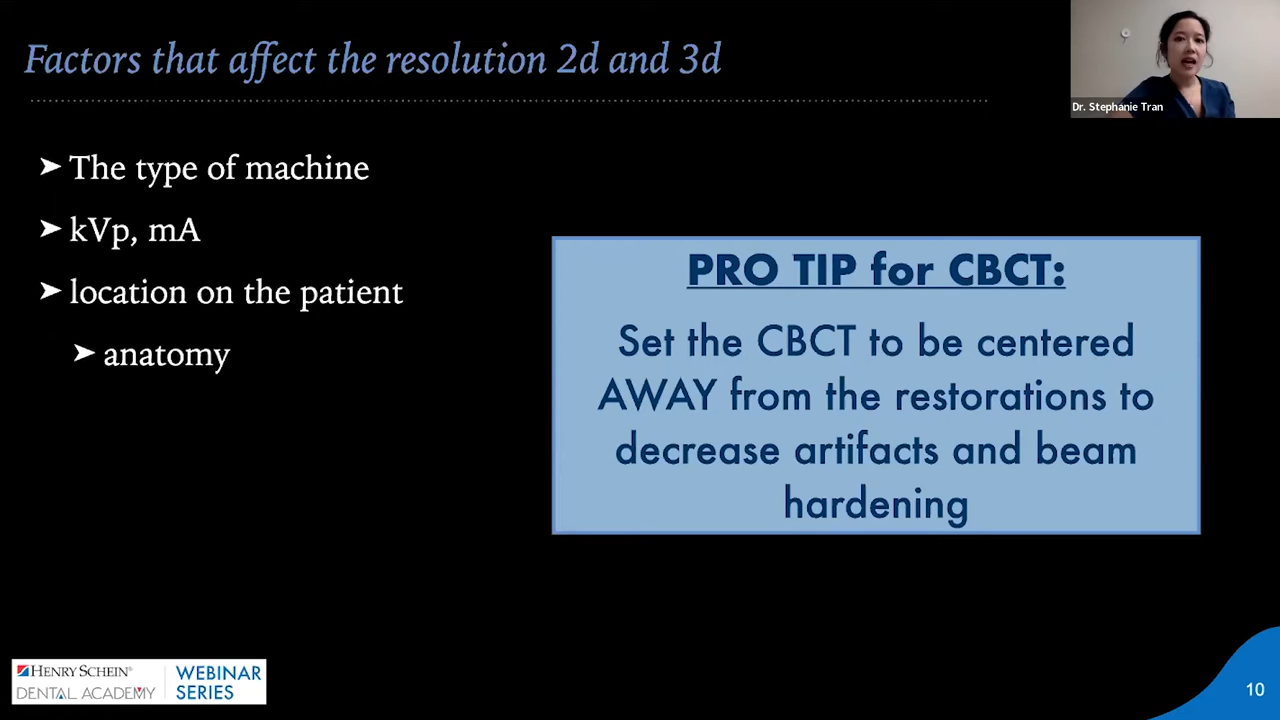 Factors that affect the resolution 2d and 3d
Dr. Stephanie Tran
➤ The type of machine
➤ kVp, mA
➤ location on the patient
➤ anatomy
PRO TIP for CBCT:
Set the CBCT to be centered
AWAY from the restorations to
decrease artifacts and beam
hardening
HENRY SCHEIN®
DENTAL ACADEMY
WEBINAR
SERIES
10